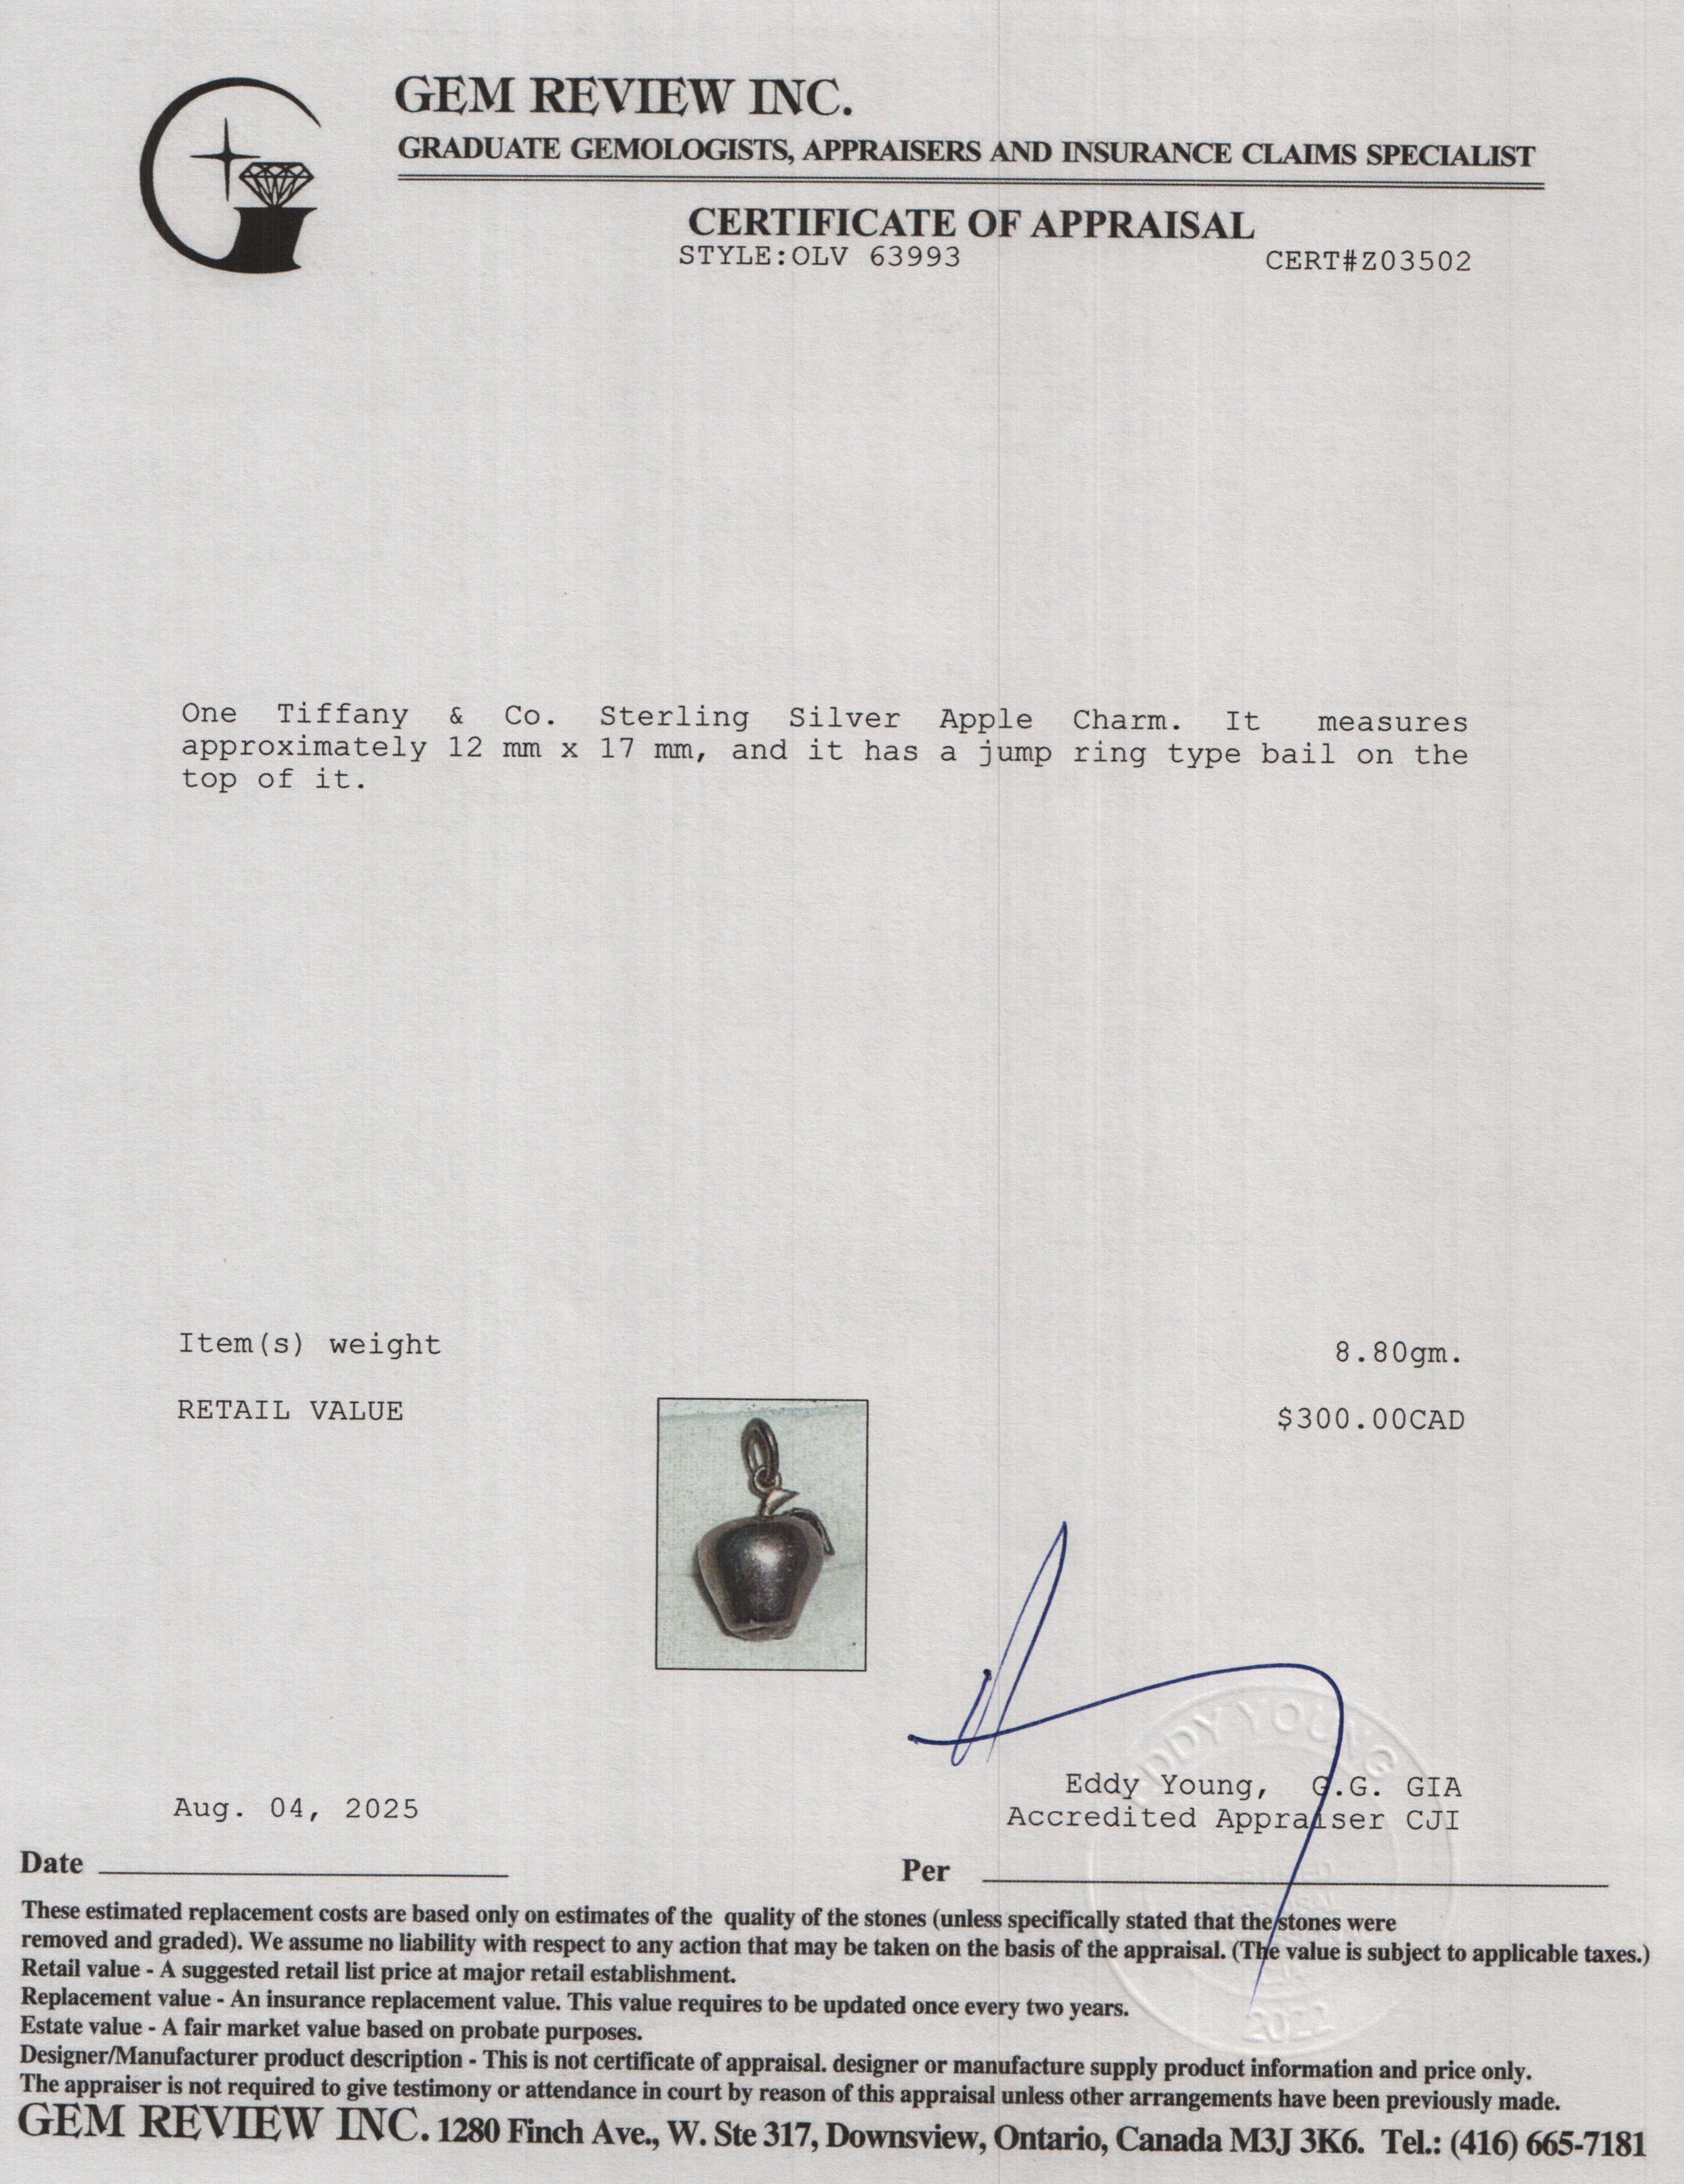 GEM REVIEW INC.
GRADUATE GEMOLOGISTS, APPRAISERS AND INSURANCE CLAIMS SPECIALIST
CERTIFICATE OF APPRAISAL
STYLE:OLV 63993
CERT#Z03502
One Tiffany & Co. Sterling Silver Apple Charm. It measures
approximately 12 mm x 17 mm, and it has a jump ring type bail on the
top of it.
Item(s) weight 8.80gm.
RETAIL VALUE $300.00CAD
EDDY YOUNG
Eddy Young, G.G. GIA
Aug. 04, 2025
Accredited Appraiser CJI
Date
Per
These estimated replacement costs are based only on estimates of the quality of the stones (unless specifically stated that the stones were
removed and graded). We assume no liability with respect to any action that may be taken on the basis of the appraisal. (The value is subject to applicable taxes.)
Retail value - A suggested retail list price at major retail establishment.
Replacement value - An insurance replacement value. This value requires to be updated once every two years.
2022
Estate value - A fair market value based on probate purposes.
Designer/Manufacturer product description - This is not certificate of appraisal. designer or manufacture supply product information and price only.
The appraiser is not required to give testimony or attendance in court by reason of this appraisal unless other arrangements have been previously made.
GEM REVIEW INC. 1280 Finch Ave., W. Ste 317, Downsview, Ontario, Canada M3J 3K6. Tel.: (416) 665-7181